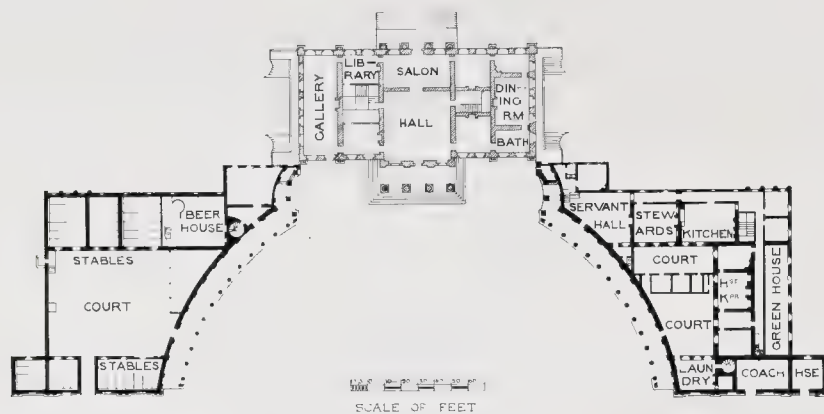 LIB-
RARY
SALON
GALLERY
HALL
DIN-
ING
RM
BATH
BEER
HOUSE
SERVANT
HALL
STEW
ARDS
KITCHEN
STABLES
COURT
COURT
HST
KPR
GREEN HOUSE
COURT
STABLES
LAUN
DRY
COACH
HSE
SCALE OF FEET